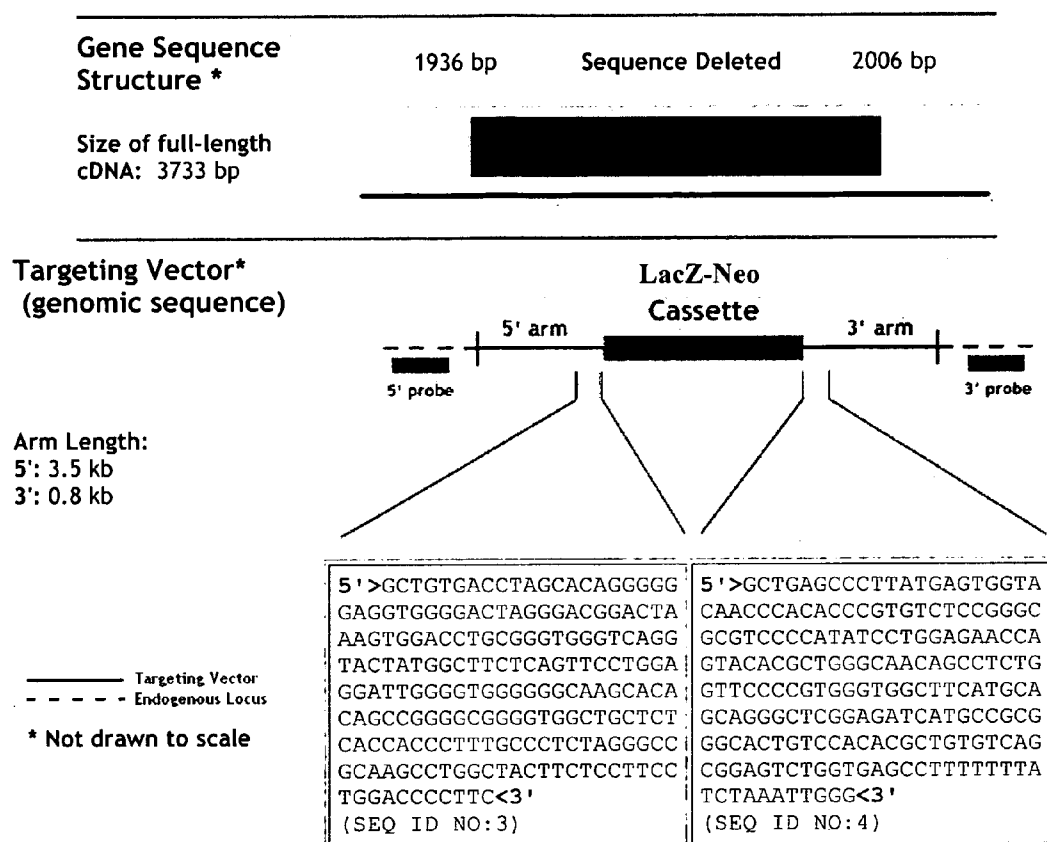 Gene Sequence
Structure *
1936 bp
Sequence Deleted
2006 bp
Size of full-length
cDNA: 3733 bp
Targeting Vector*
(genomic sequence)
LacZ-Neo
Cassette
5' arm
3' arm
5' probe
3' probe
Arm Length:
5': 3.5 kb
3': 0.8 kb
5'>GCTGTGACCTAGCACAGGGGG
GAGGTGGGGACTAGGGACGGACTA
AAGTGGACCTGCGGGTGGGTCAGG
TACTATGGCTTCTCAGTTCCTGGA
GGATTGGGGTGGGGGGCAAGCACA
CAGCCGGGGCGGGGTGGCTGCTCT
CACCACCCTTTGCCCTCTAGGGCC
GCAAGCCTGGCTACTTCTCCTTCC
TGGACCCCTTC<3'
(SEQ ID NO:3)
5'>GCTGAGCCCTTATGAGTGGTA
CAACCCACACCCGTGTCTCCGGGC
GCGTCCCCATATCCTGGAGAACCA
GTACACGCTGGGCAACAGCCTCTG
GTTCCCCGTGGGTGGCTTCATGCA
GCAGGGCTCGGAGATCATGCCGCG
GGCACTGTCCACACGCTGTGTCAG
CGGAGTCTGGTGAGCCTTTTTTTA
TCTAAATTGGG<3'
(SEQ ID NO:4)
Targeting Vector
Endogenous Locus
* Not drawn to scale